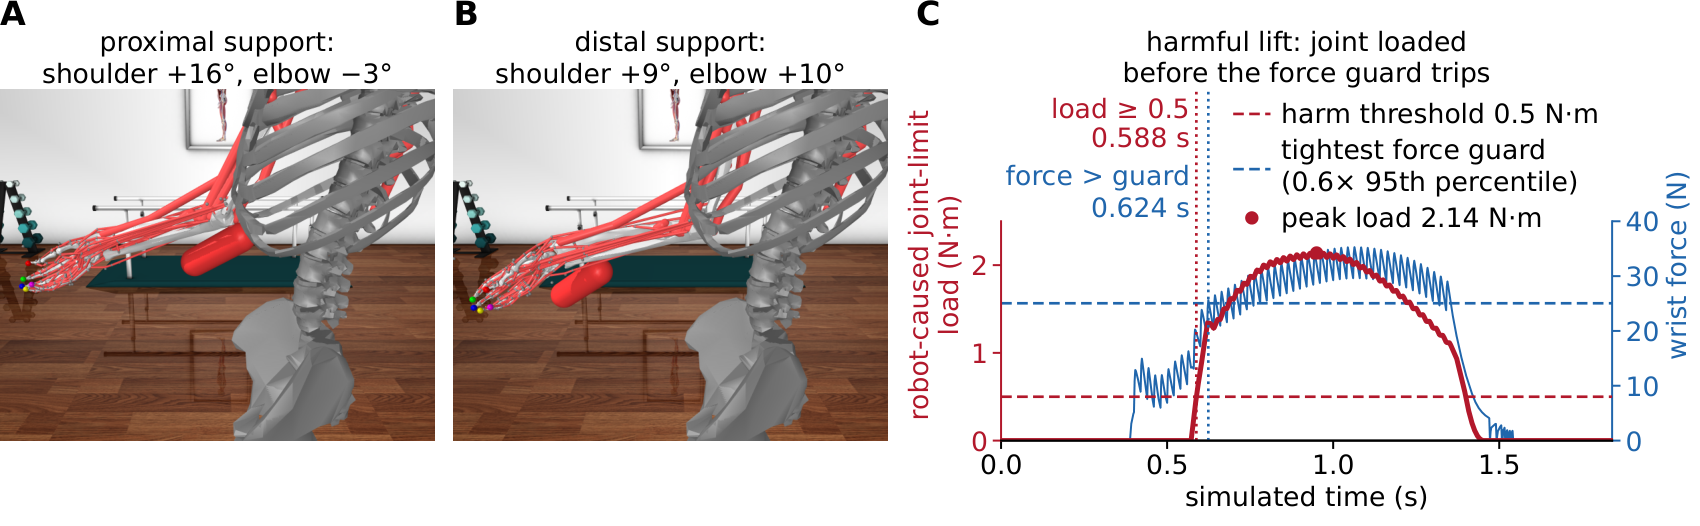 A
proximal support:
shoulder +16°, elbow −3°
B
distal support:
shoulder +9°, elbow +10°
C
harmful lift: joint loaded
before the force guard trips
load ≥ 0.5
0.588 s
force > guard
0.624 s
harm threshold 0.5 N·m
tightest force guard
(0.6× 95th percentile)
peak load 2.14 N·m
robot-caused joint-limit
load (N·m)
2
1
0
40
30
20
10
0
wrist force (N)
0.0
0.5
1.0
1.5
simulated time (s)